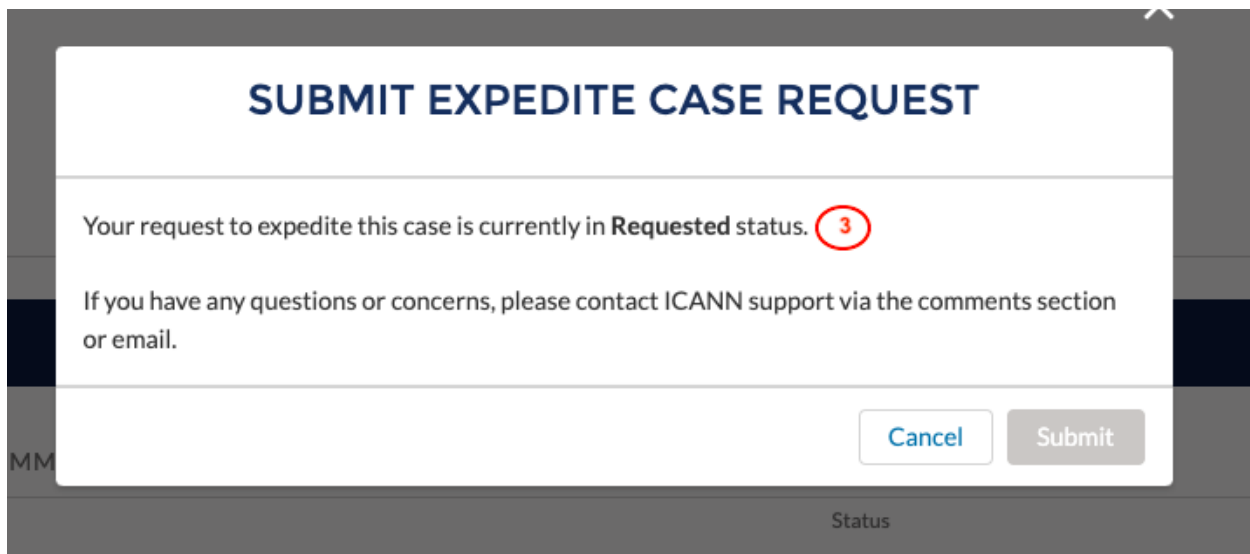 SUBMIT EXPEDITE CASE REQUEST
Your request to expedite this case is currently in Requested status. 3
If you have any questions or concerns, please contact ICANN support via the comments section
or email.
Cancel Submit
MM
Status